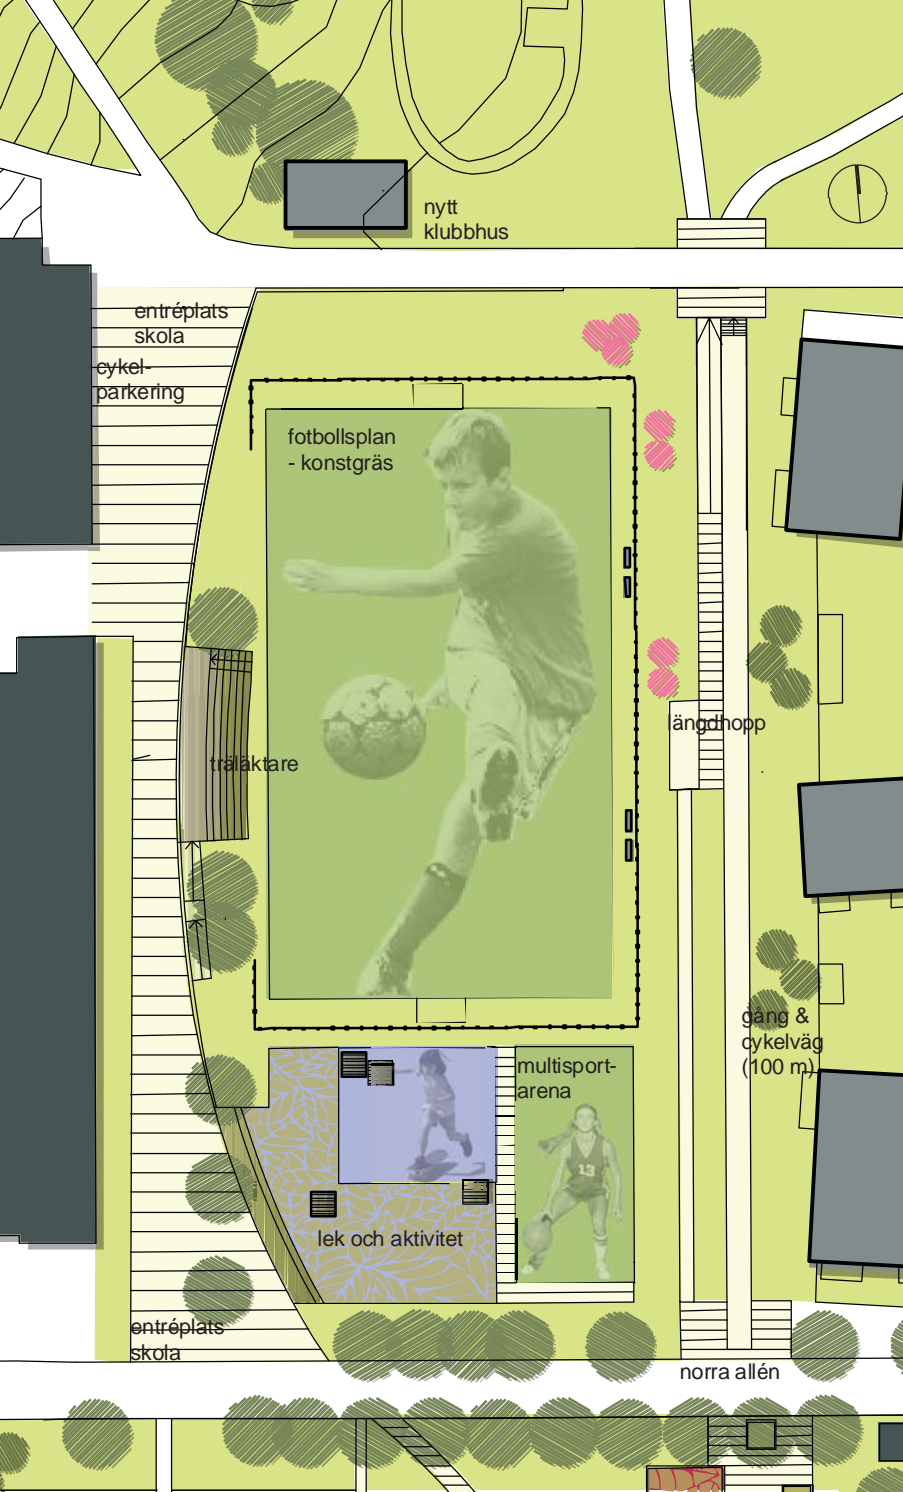 nytt
klubbhus
entréplats
skola
cykel-
parkering
fotbollsplan
- konstgräs
längdhopp
träläktare
gång &
cykelväg
(100 m)
multisport-
arena
13
lek och aktivitet
entréplats
skola
norra allén